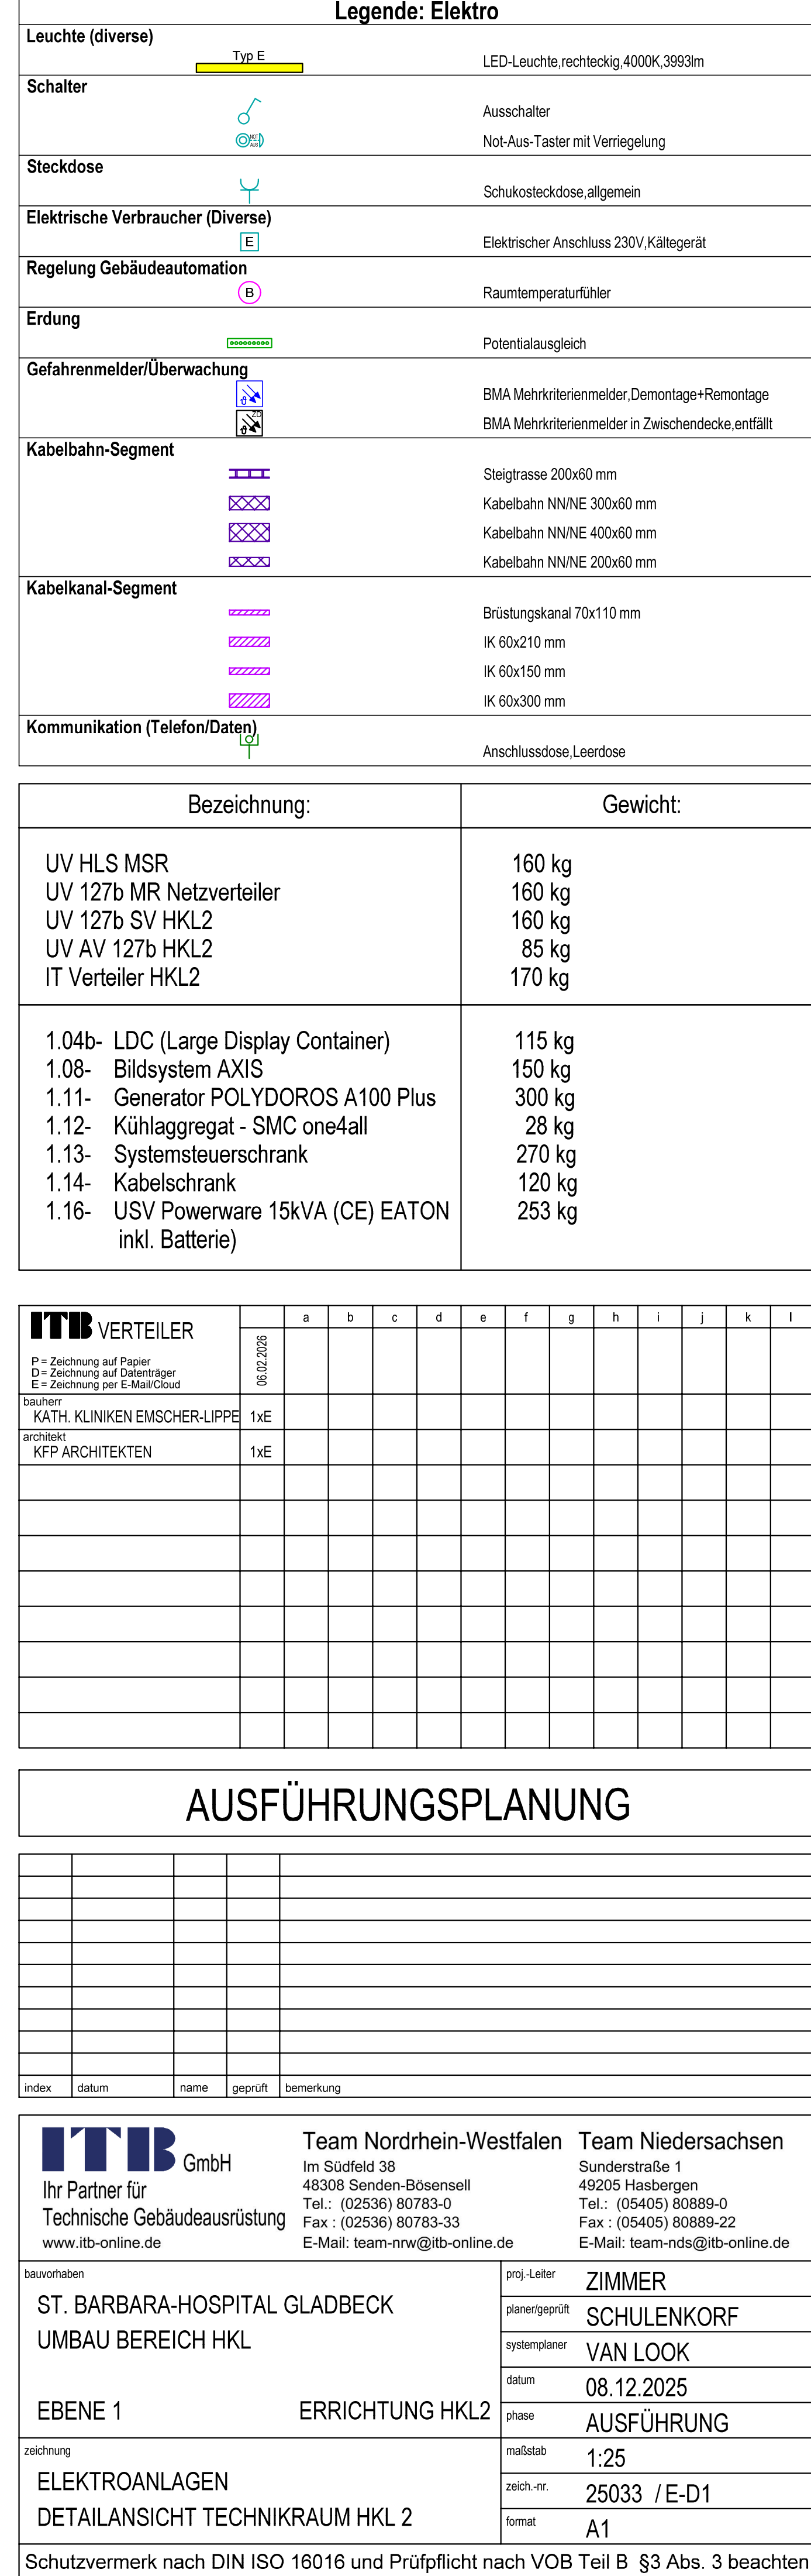 Legende: Elektro
Leuchte (diverse)
Typ E
LED-Leuchte,rechteckig,4000K,3993lm
Schalter
Ausschalter
NOT
AUS
Not-Aus-Taster mit Verriegelung
Steckdose
Schukosteckdose,allgemein
Elektrische Verbraucher (Diverse)
E Elektrischer Anschluss 230V,Kältegerät
Regelung Gebäudeautomation
B Raumtemperaturfühler
Erdung
Potentialausgleich
Gefahrenmelder/Überwachung
BMA Mehrkriterienmelder,Demontage+Remontage
ZD BMA Mehrkriterienmelder in Zwischendecke,entfällt
Kabelbahn-Segment
Steigtrasse 200x60 mm
Kabelbahn NN/NE 300x60 mm
Kabelbahn NN/NE 400x60 mm
Kabelbahn NN/NE 200x60 mm
Kabelkanal-Segment
Brüstungskanal 70x110 mm
IK 60x210 mm
IK 60x150 mm
IK 60x300 mm
Kommunikation (Telefon/Daten)
Anschlussdose,Leerdose
Bezeichnung: Gewicht:
UV HLS MSR 160 kg
UV 127b MR Netzverteiler 160 kg
UV 127b SV HKL2 160 kg
UV AV 127b HKL2 85 kg
IT Verteiler HKL2 170 kg
1.04b- LDC (Large Display Container) 115 kg
1.08- Bildsystem AXIS 150 kg
1.11- Generator POLYDOROS A100 Plus 300 kg
1.12- Kühlaggregat - SMC one4all 28 kg
1.13- Systemsteuerschrank 270 kg
1.14- Kabelschrank 120 kg
1.16- USV Powerware 15kVA (CE) EATON 253 kg
inkl. Batterie)
ITB VERTEILER
P = Zeichnung auf Papier
D = Zeichnung auf Datenträger
E = Zeichnung per E-Mail/Cloud
06.02.2026
a b c d e f g h i j k l
bauherr
KATH. KLINIKEN EMSCHER-LIPPE 1xE
architekt
KFP ARCHITEKTEN 1xE
AUSFÜHRUNGSPLANUNG
index datum name geprüft bemerkung
ITB GmbH
Ihr Partner für
Technische Gebäudeausrüstung
www.itb-online.de
Team Nordrhein-Westfalen
Im Südfeld 38
48308 Senden-Bösensell
Tel.: (02536) 80783-0
Fax : (02536) 80783-33
E-Mail: team-nrw@itb-online.de
Team Niedersachsen
Sunderstraße 1
49205 Hasbergen
Tel.: (05405) 80889-0
Fax : (05405) 80889-22
E-Mail: team-nds@itb-online.de
bauvorhaben
ST. BARBARA-HOSPITAL GLADBECK
UMBAU BEREICH HKL
EBENE 1 ERRICHTUNG HKL2
zeichnung
ELEKTROANLAGEN
DETAILANSICHT TECHNIKRAUM HKL 2
proj.-Leiter ZIMMER
planer/geprüft SCHULENKORF
systemplaner VAN LOOK
datum 08.12.2025
phase AUSFÜHRUNG
maßstab 1:25
zeich.-nr. 25033 / E-D1
format A1
Schutzvermerk nach DIN ISO 16016 und Prüfpflicht nach VOB Teil B §3 Abs. 3 beachten